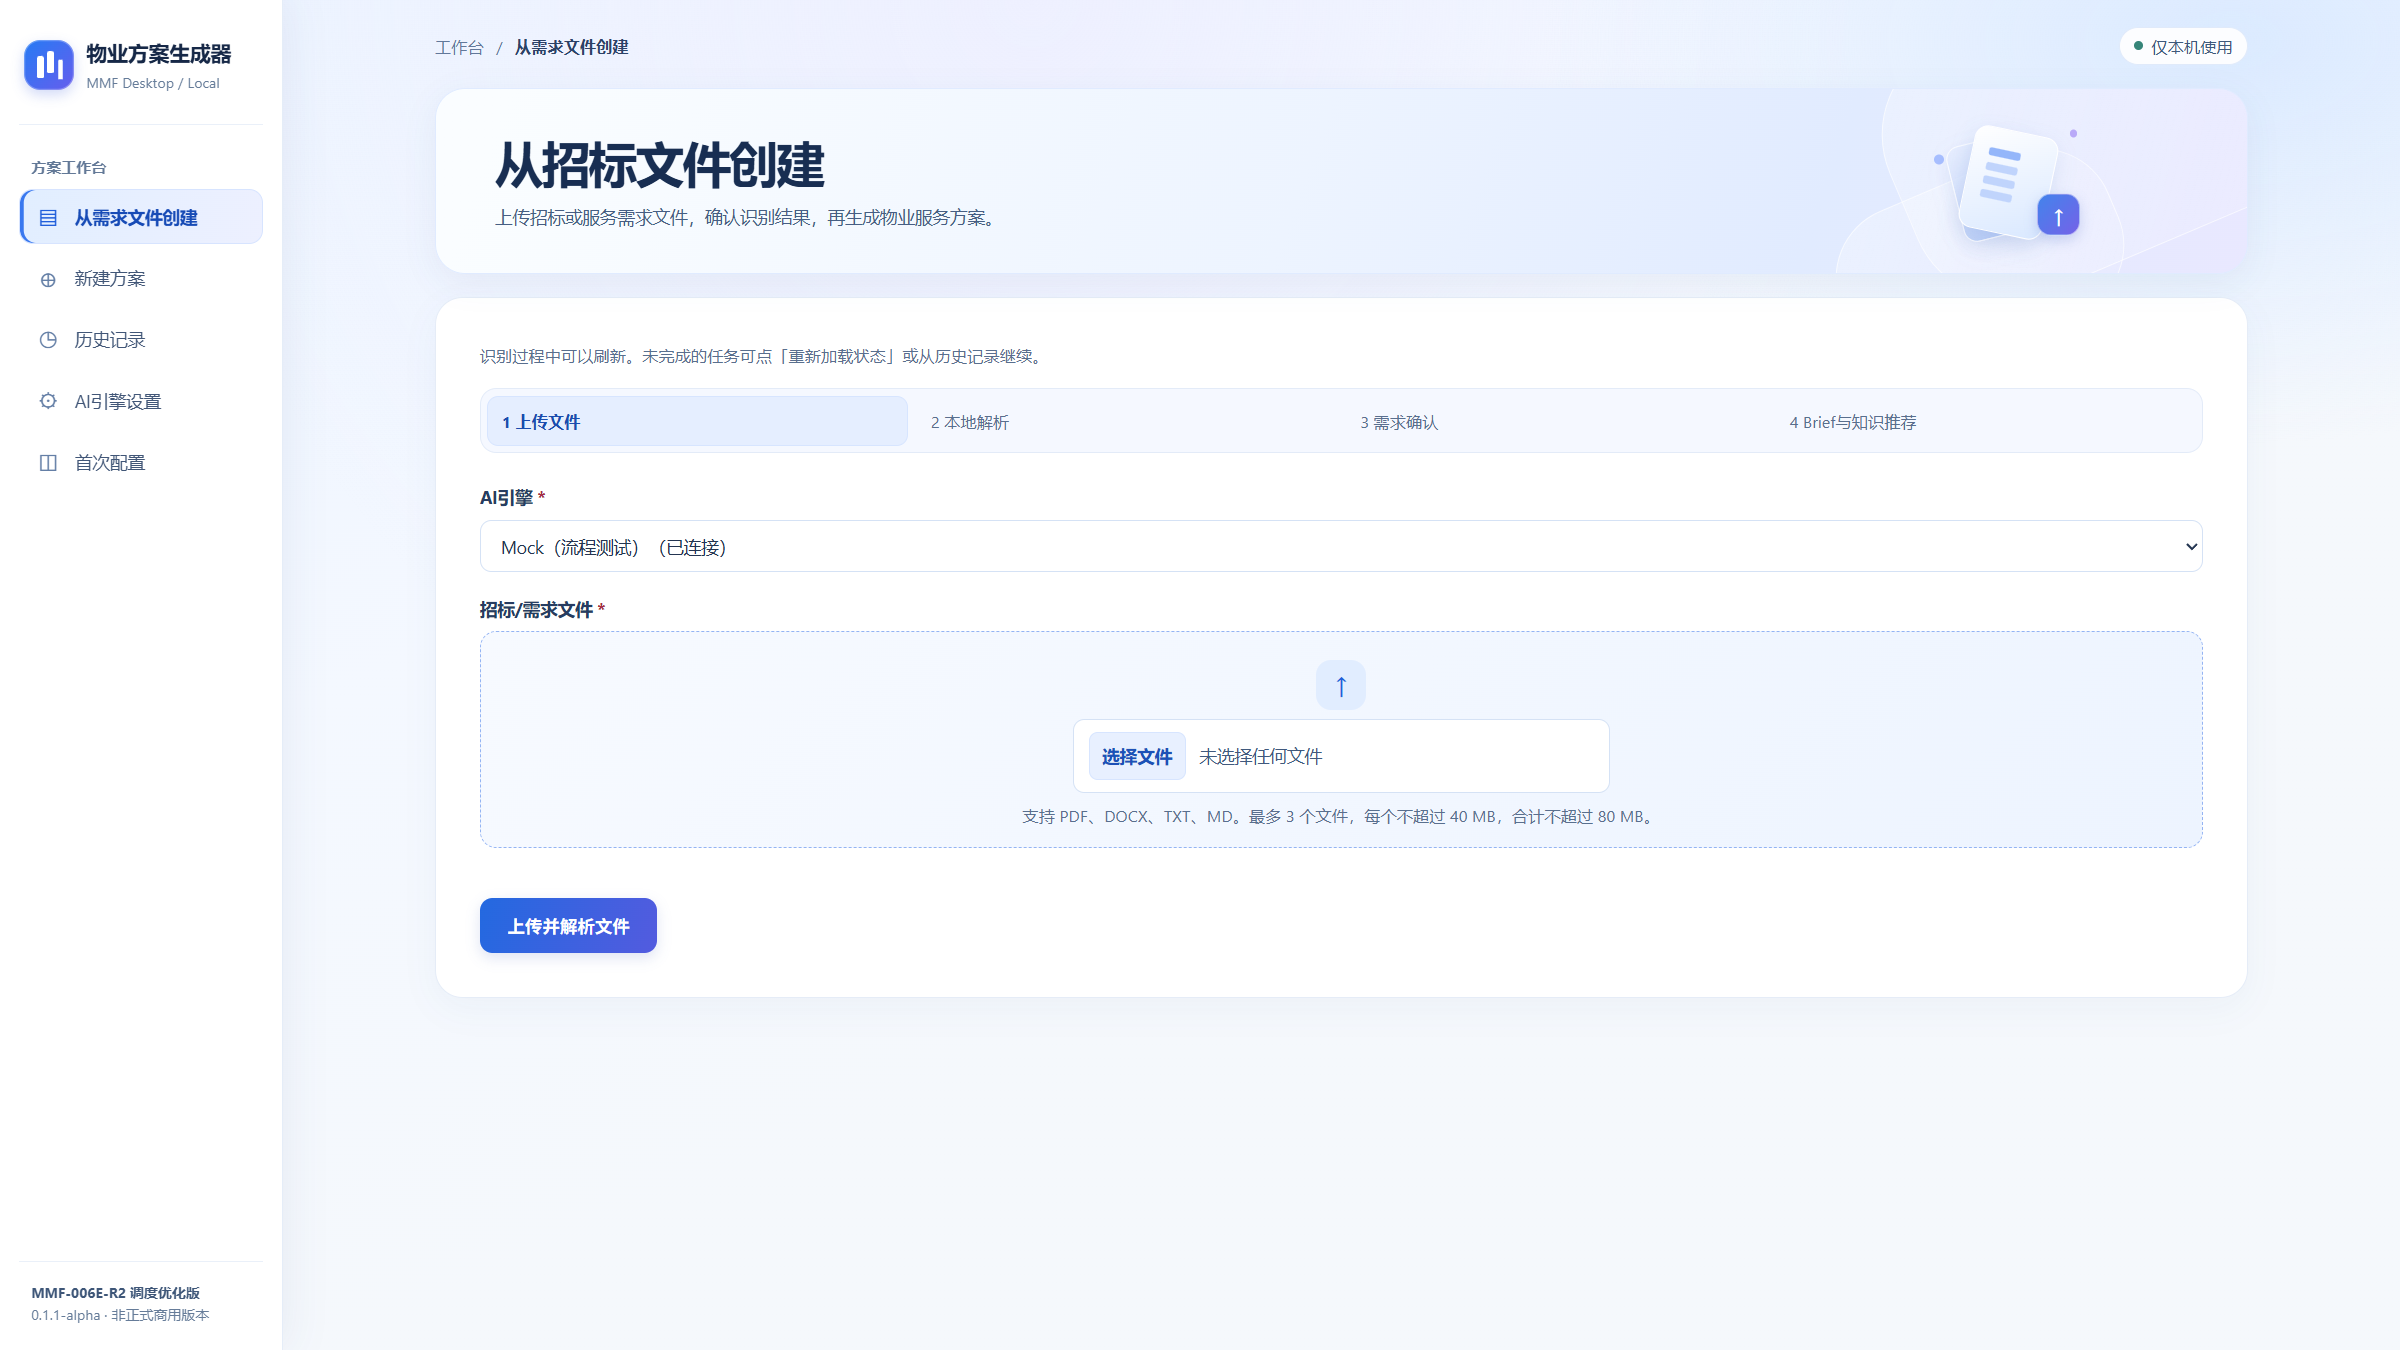 物业方案生成器
MMF Desktop / Local
方案工作台
从需求文件创建
新建方案
历史记录
AI引擎设置
首次配置
MMF-006E-R2 调度优化版
0.1.1-alpha · 非正式商用版本
工作台 / 从需求文件创建
仅本机使用
从招标文件创建
上传招标或服务需求文件，确认识别结果，再生成物业服务方案。
识别过程中可以刷新。未完成的任务可点「重新加载状态」或从历史记录继续。
1 上传文件
2 本地解析
3 需求确认
4 Brief与知识推荐
AI引擎 *
Mock（流程测试）（已连接）
招标/需求文件 *
选择文件 未选择任何文件
支持 PDF、DOCX、TXT、MD。最多 3 个文件，每个不超过 40 MB，合计不超过 80 MB。
上传并解析文件